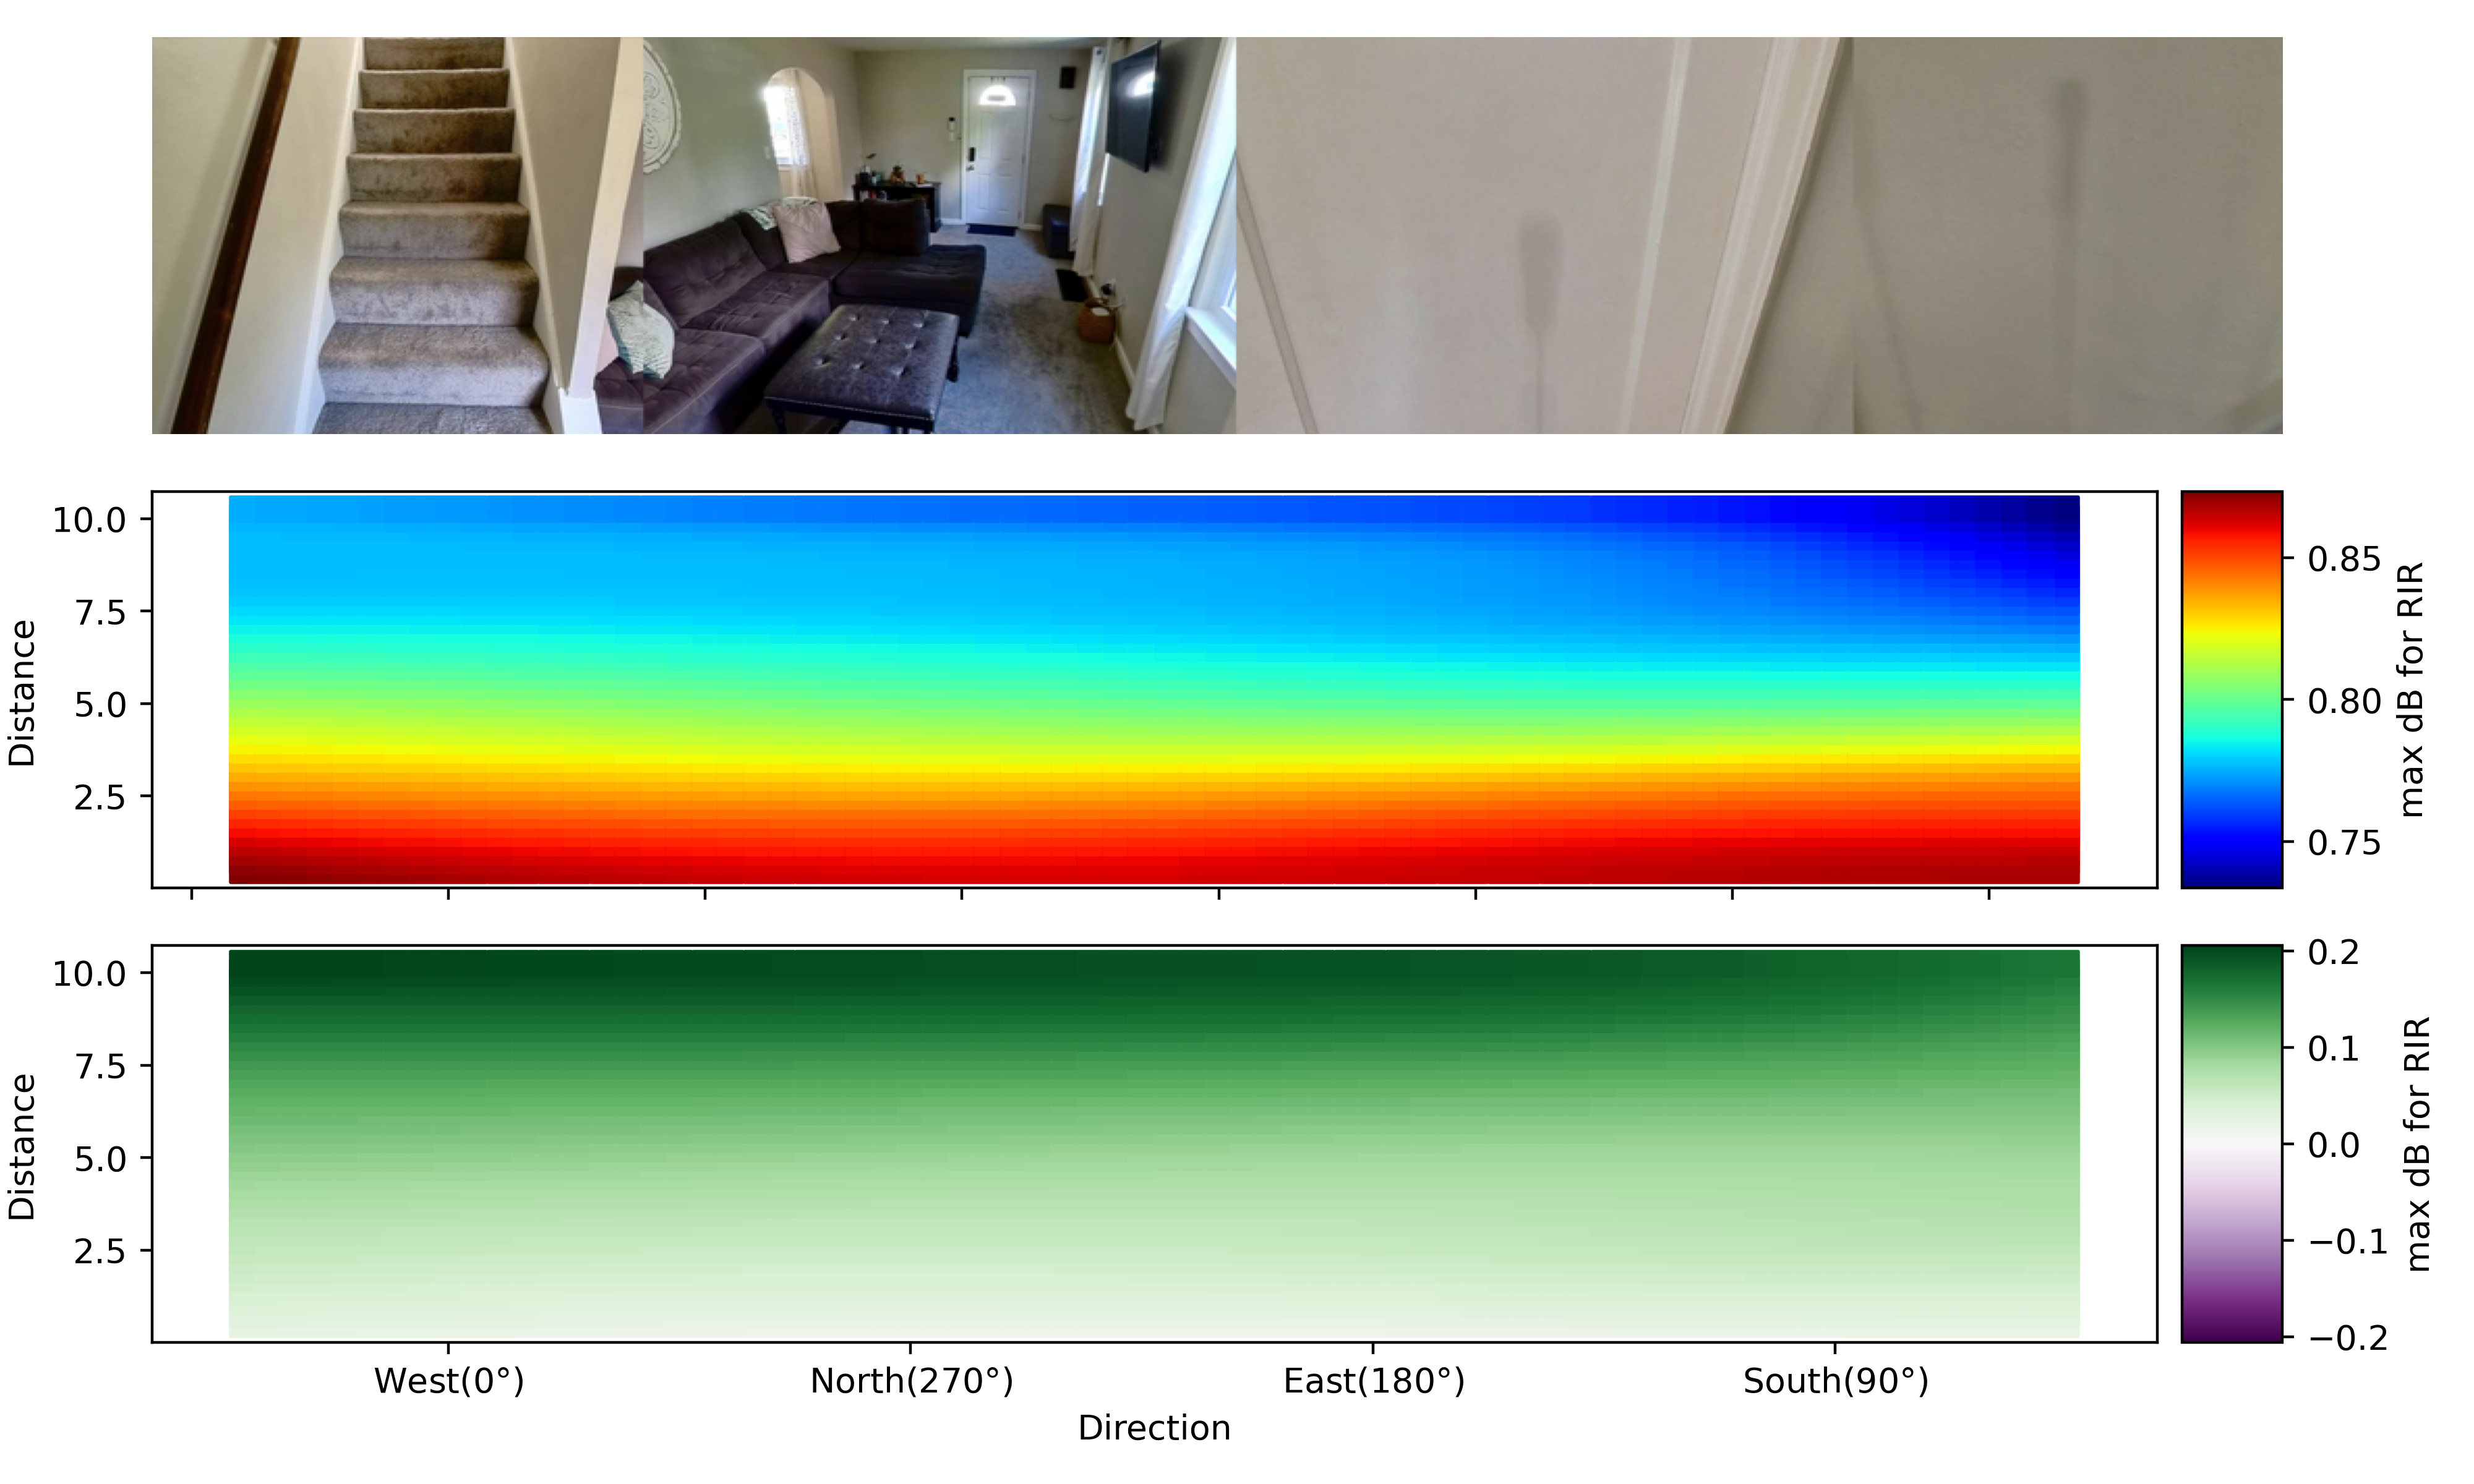 10.0
7.5
5.0
2.5
Distance
0.85
0.80
0.75
max dB for RIR
10.0
7.5
5.0
2.5
Distance
0.2
0.1
0.0
−0.1
−0.2
max dB for RIR
West(0°) North(270°) East(180°) South(90°)
Direction